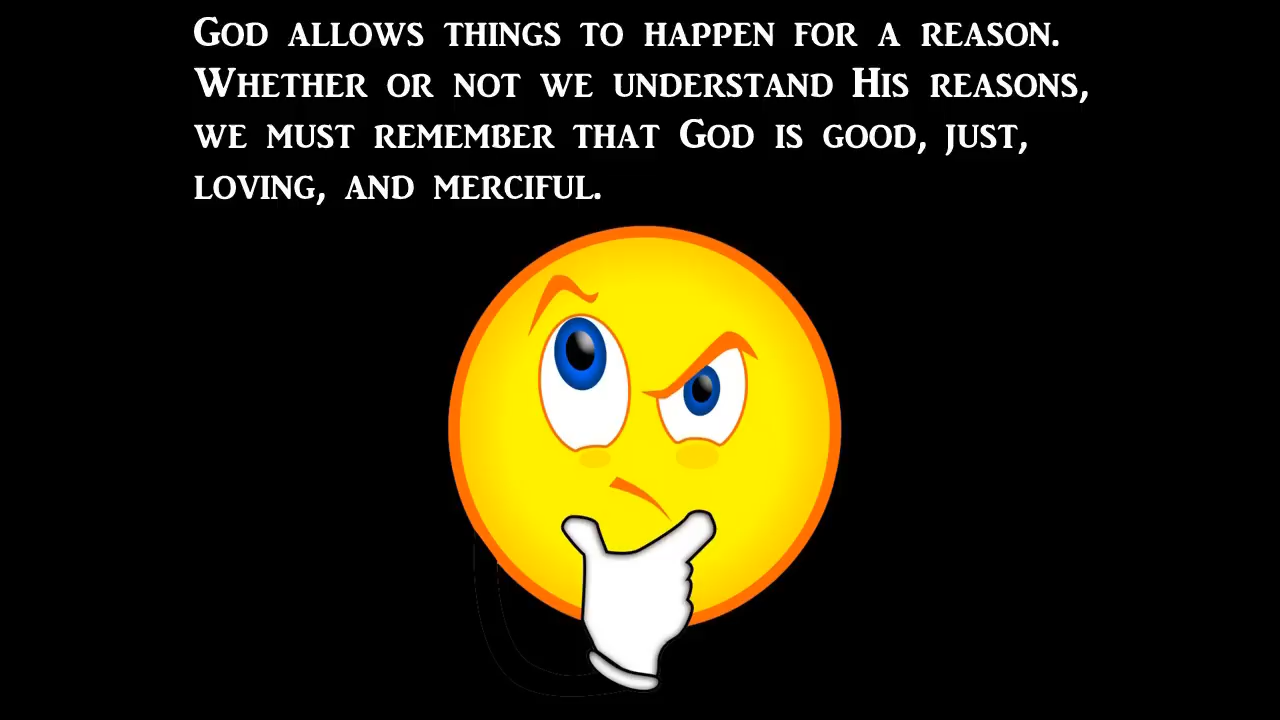 God allows things to happen for a reason.
Whether or not we understand His reasons,
we must remember that God is good, just,
loving, and merciful.